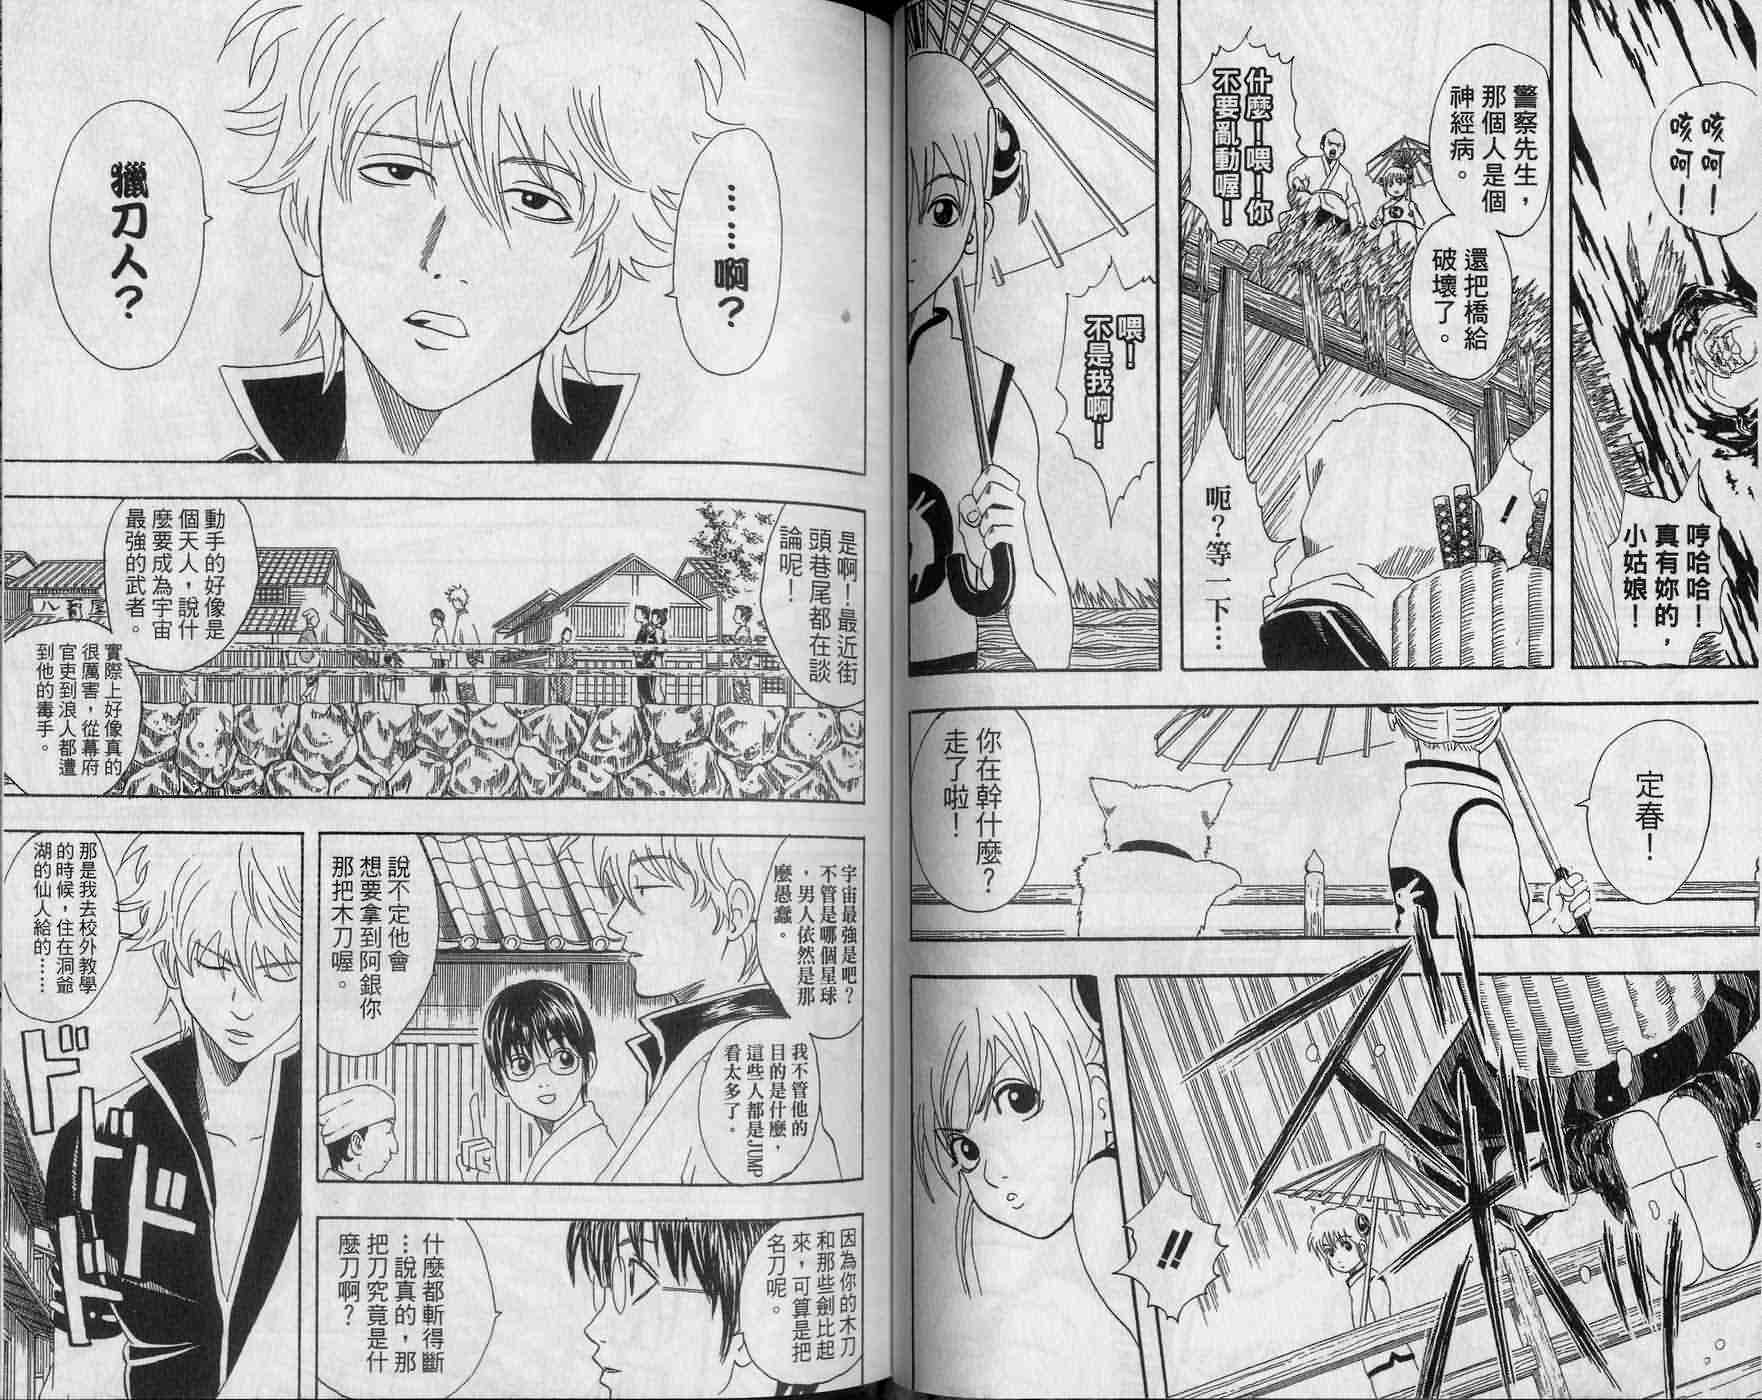 咳呵！
咳呵！
哼哈哈！
真有妳的，
小姑娘！
警察先生，
那個人是個
神經病。
還把橋給
破壞了。
什麼！喂！你
不要亂動喔！
！
呃？等一下…
喂！
不是我啊！
定春！
你在幹什麼？
走了啦！
!!
……啊？
獵刀人？
是啊！最近街
頭巷尾都在談
論呢！
動手的好像是
個天人，說什
麼要成為宇宙
最強的武者。
實際上好像真的
很厲害，從幕府
官吏到浪人都遭
到他的毒手。
八百屋
宇宙最強是吧？
不管是哪個星球
，男人依然是那
麼愚蠢。
我不管他的
目的是什麼，
這些人都是JUMP
看太多了。
說不定他會
想要拿到阿銀你
那把木刀喔。
因為你的木刀
和那些劍比起
來，可算是把
名刀呢。
什麼都斬得斷
…說真的，那
把刀究竟是什
麼刀啊？
那是我去校外教學
的時候，住在洞爺
湖的仙人給的……
ドドドド